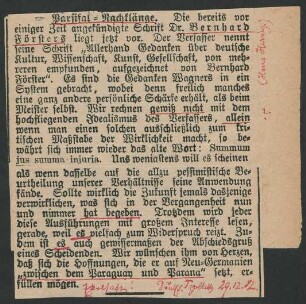 — Parsifal-Nachklänge. Die bereits vor
einiger Zeit angekündigte Schrift Dr. Bernhard
Försters liegt jetzt vor. Der Verfasser nennt
seine Schrift „Allerhand Gedanken über deutsche
Kultur, Wissenschaft, Kunst, Gesellschaft, von meh-
reren empfunden, aufgezeichnet von Bernhard
Förster“. Es sind die Gedanken Wagners in ein
System gebracht, wobei denn freilich manches
eine ganz andere persönliche Schärfe erhält, als beim
Meister selbst. Wir rechnen gewiß nicht mit dem
hochfliegenden Idealismus des Verfassers, allein
wenn man einen solchen ausschließlich zum kri-
tischen Maßstabe der Wirklichkeit macht, so be-
wahrt sich immer wieder das alte Wort: Summum
jus summa injuria. Uns wenigstens will es scheinen
als wenn dasselbe auf die allzu pessimistische Be-
urtheilung unserer Verhältnisse seine Anwendung
fände. Sollte wirklich die Zukunft jemals dasjenige
verwirklichen, was sich in der Vergangenheit nun
und nimmer hat begeben. Trotzdem wird jeder
diese Ausführungen mit großem Interesse lesen,
gerade, weil es vielfach zum Widerspruch reizt. Zu-
dem ist es auch gewissermaßen der Abschiedsgruß
eines Scheidenden. Wir wünschen ihm von Herzen,
daß sich die Hoffnungen, die er auf Neu-Germanien
„zwischen dem Paraguay und Parana“ setzt, er-
füllen mögen.
29.12.82